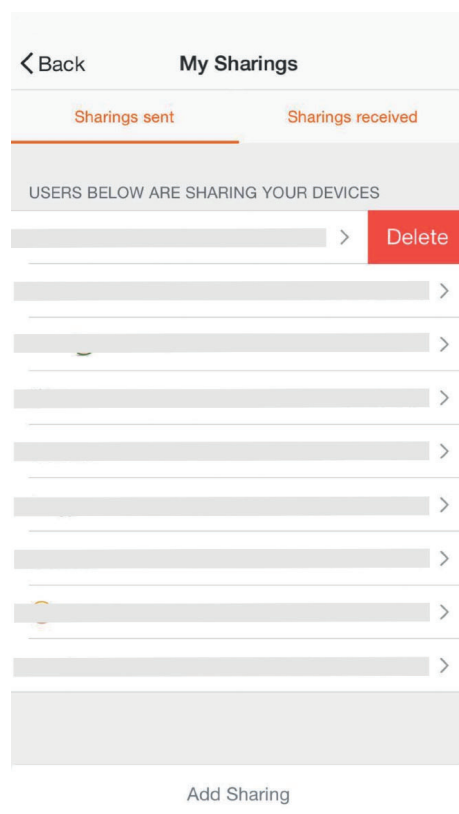 Back My Sharings
Sharings sent Sharings received
USERS BELOW ARE SHARING YOUR DEVICES
Delete
Add Sharing